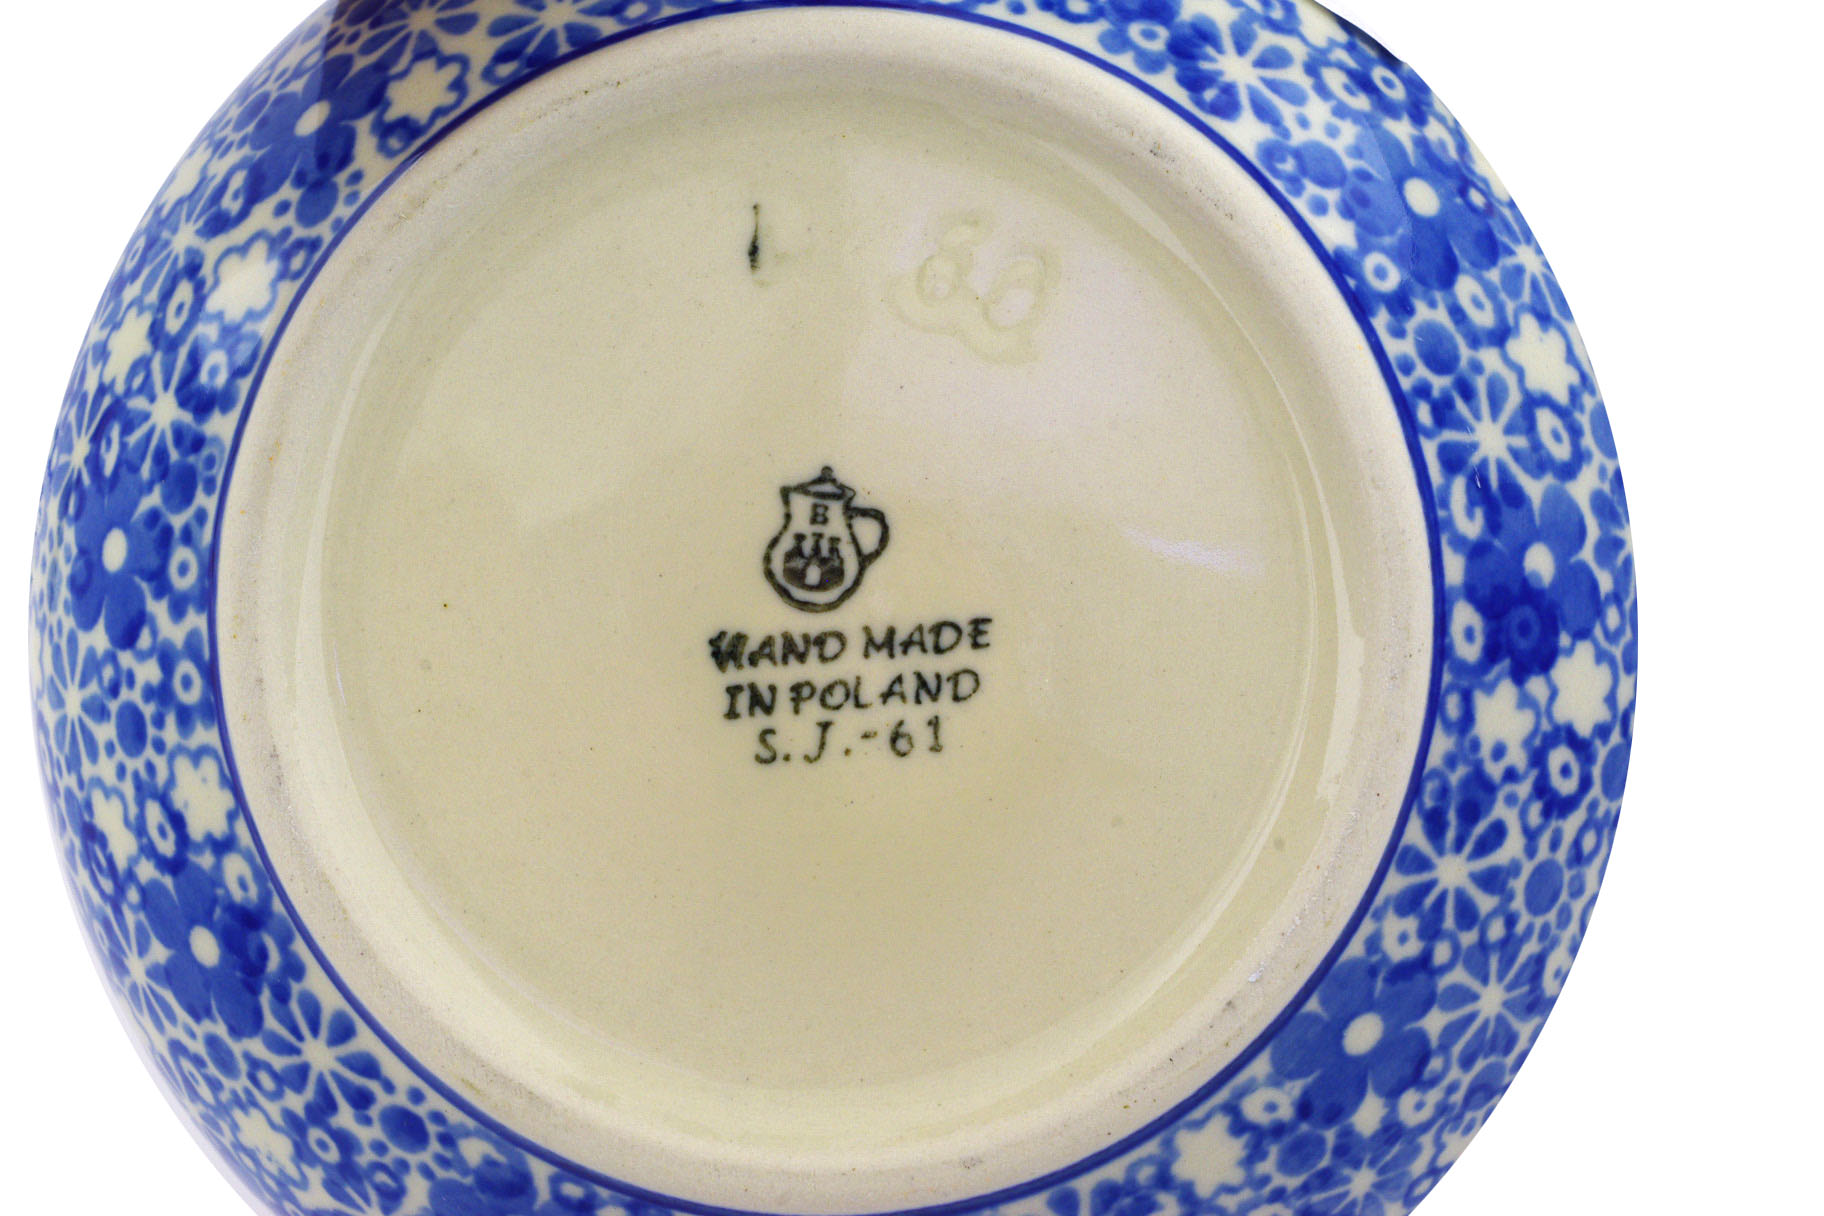 B
HAND MADE
IN POLAND
S.J.-61